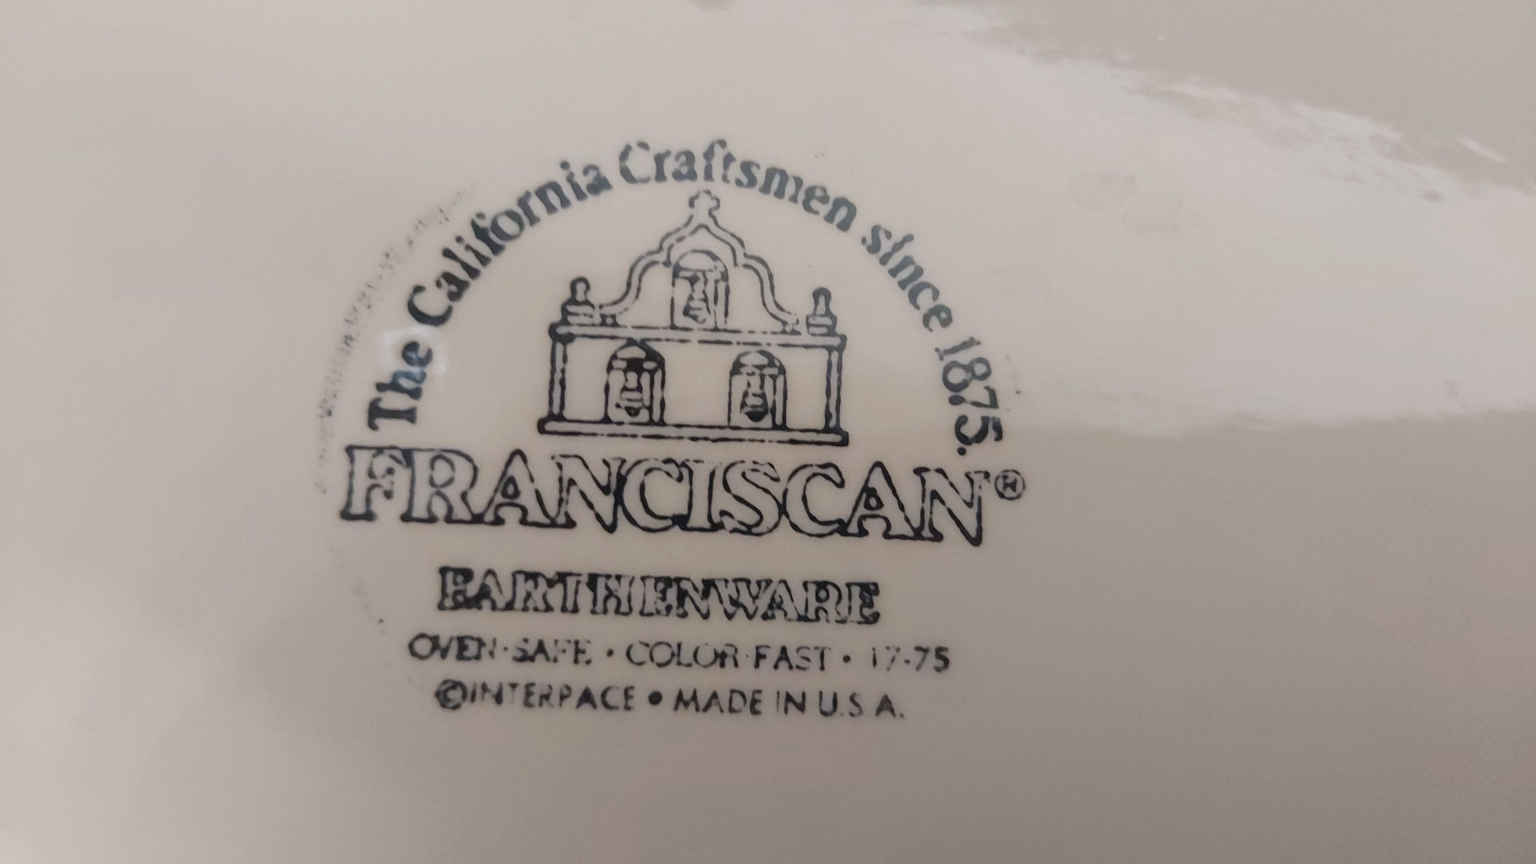 The California Craftsmen since 1875.
FRANCISCAN®
EARTHENWARE
OVEN-SAFE • COLOR-FAST • 17-75
©INTERPACE • MADE IN U.S.A.